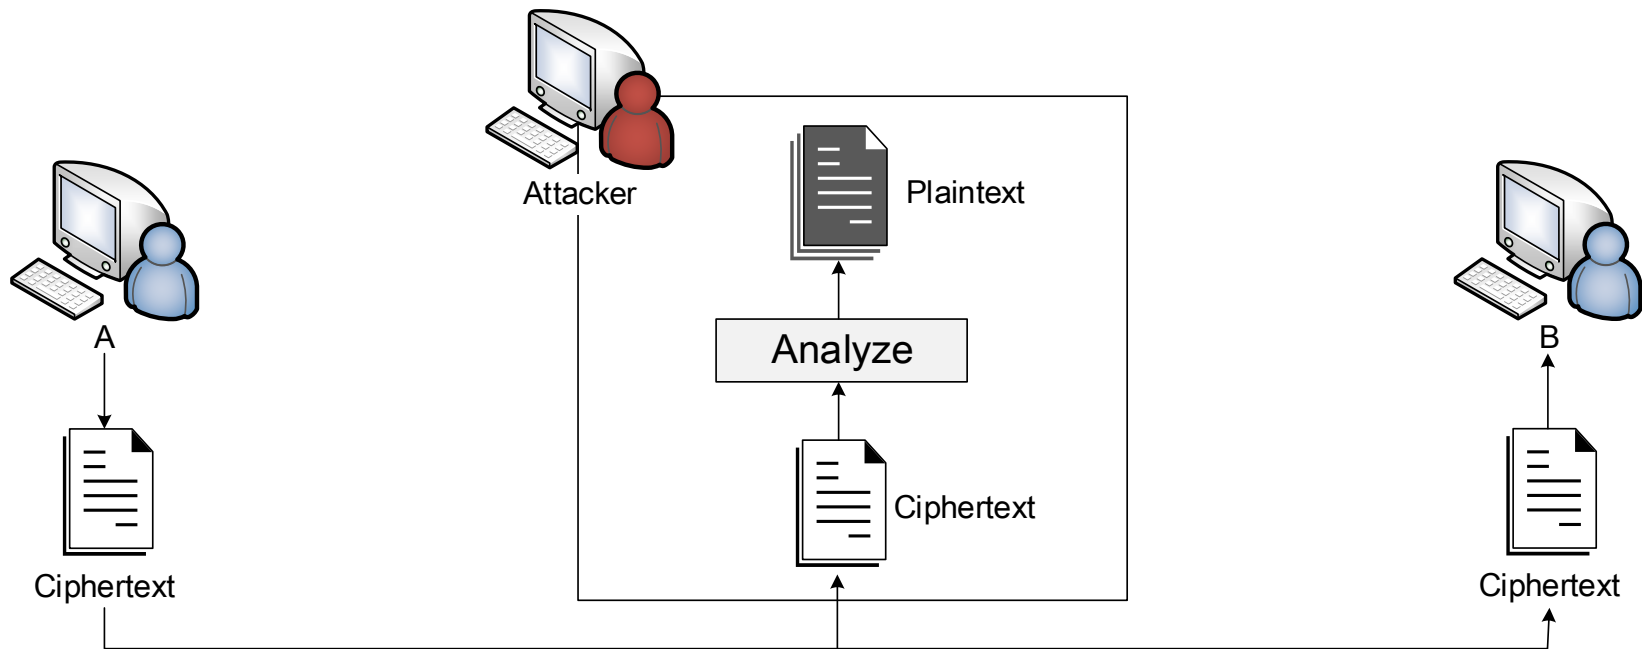 Attacker
Plaintext
A
Analyze
B
Ciphertext
Ciphertext
Ciphertext